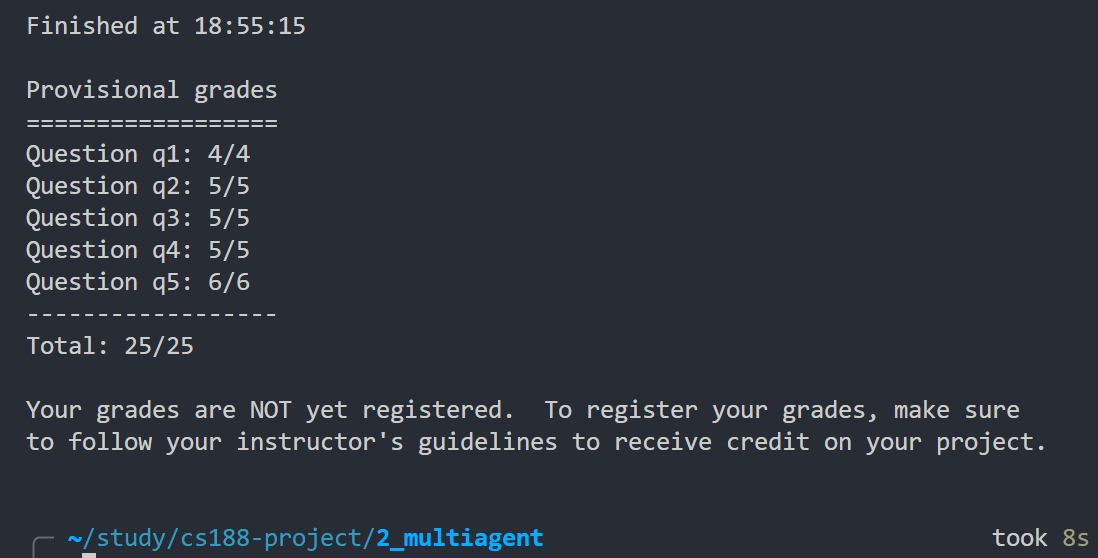 Finished at 18:55:15
Provisional grades
==================
Question q1: 4/4
Question q2: 5/5
Question q3: 5/5
Question q4: 5/5
Question q5: 6/6
------------------
Total: 25/25
Your grades are NOT yet registered.  To register your grades, make sure
to follow your instructor's guidelines to receive credit on your project.
~/study/cs188-project/2_multiagent took 8s